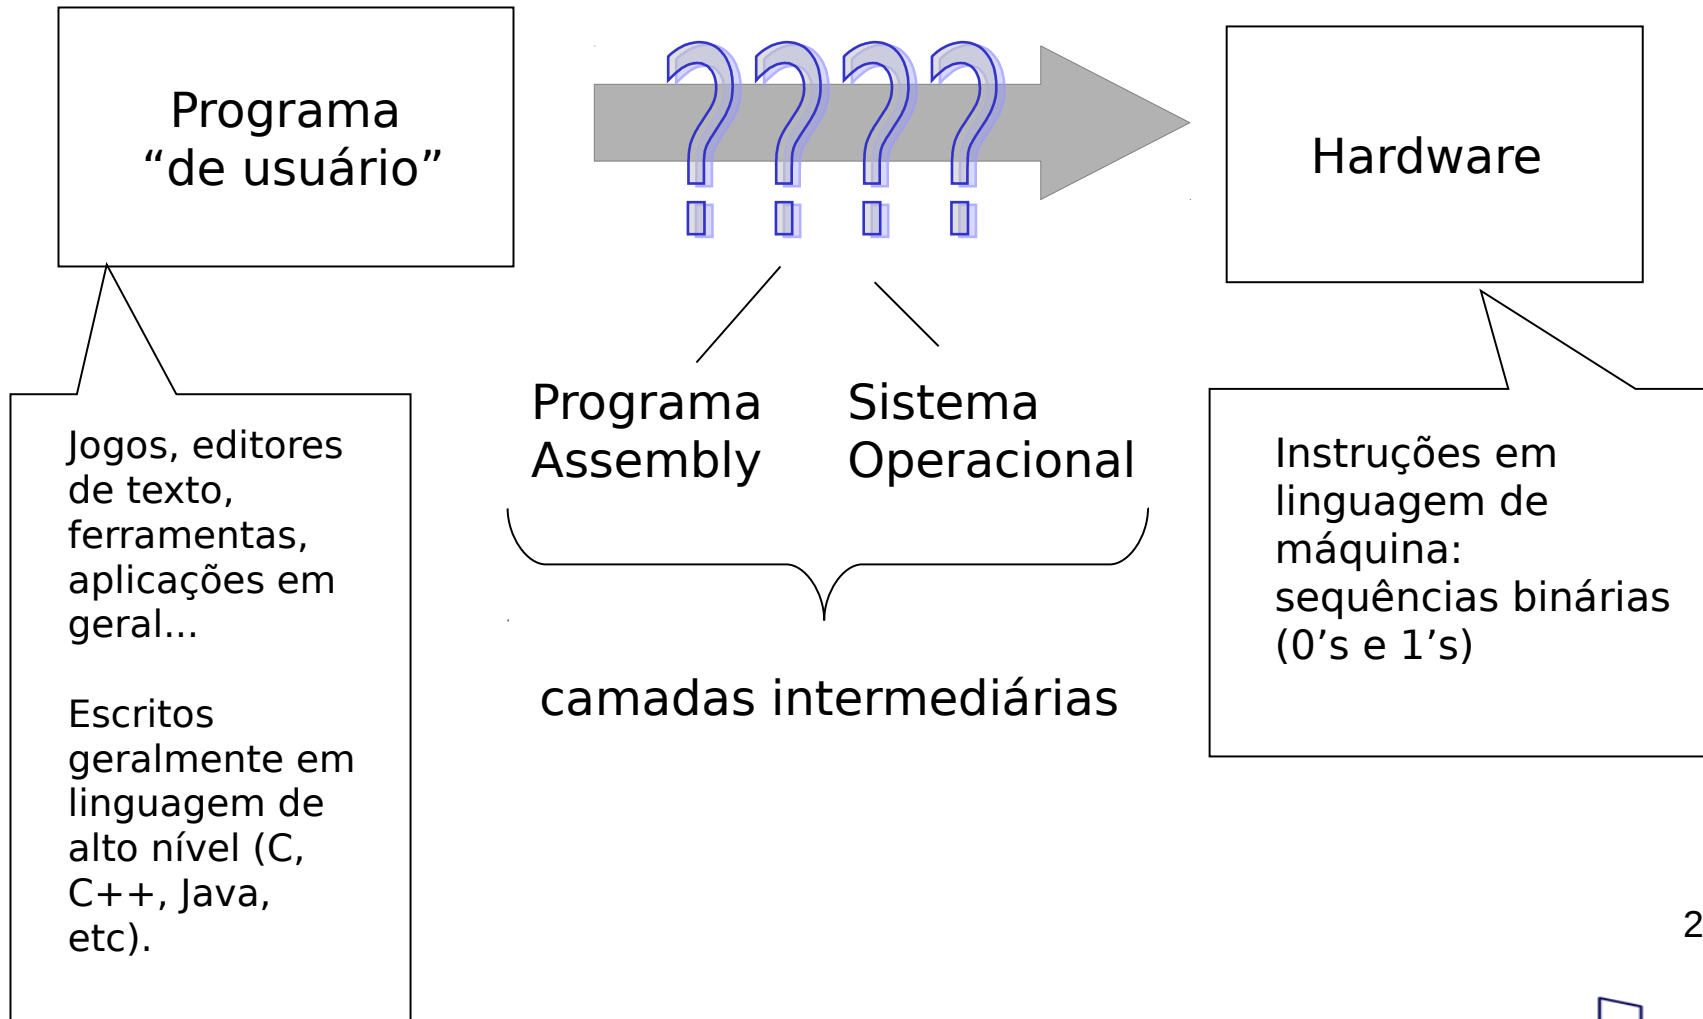 Programa
“de usuário”
????
Hardware
Programa
Assembly
Sistema
Operacional
camadas intermediárias
Jogos, editores
de texto,
ferramentas,
aplicações em
geral...
Escritos
geralmente em
linguagem de
alto nível (C,
C++, Java,
etc).
Instruções em
linguagem de
máquina:
sequências binárias
(0’s e 1’s)
2